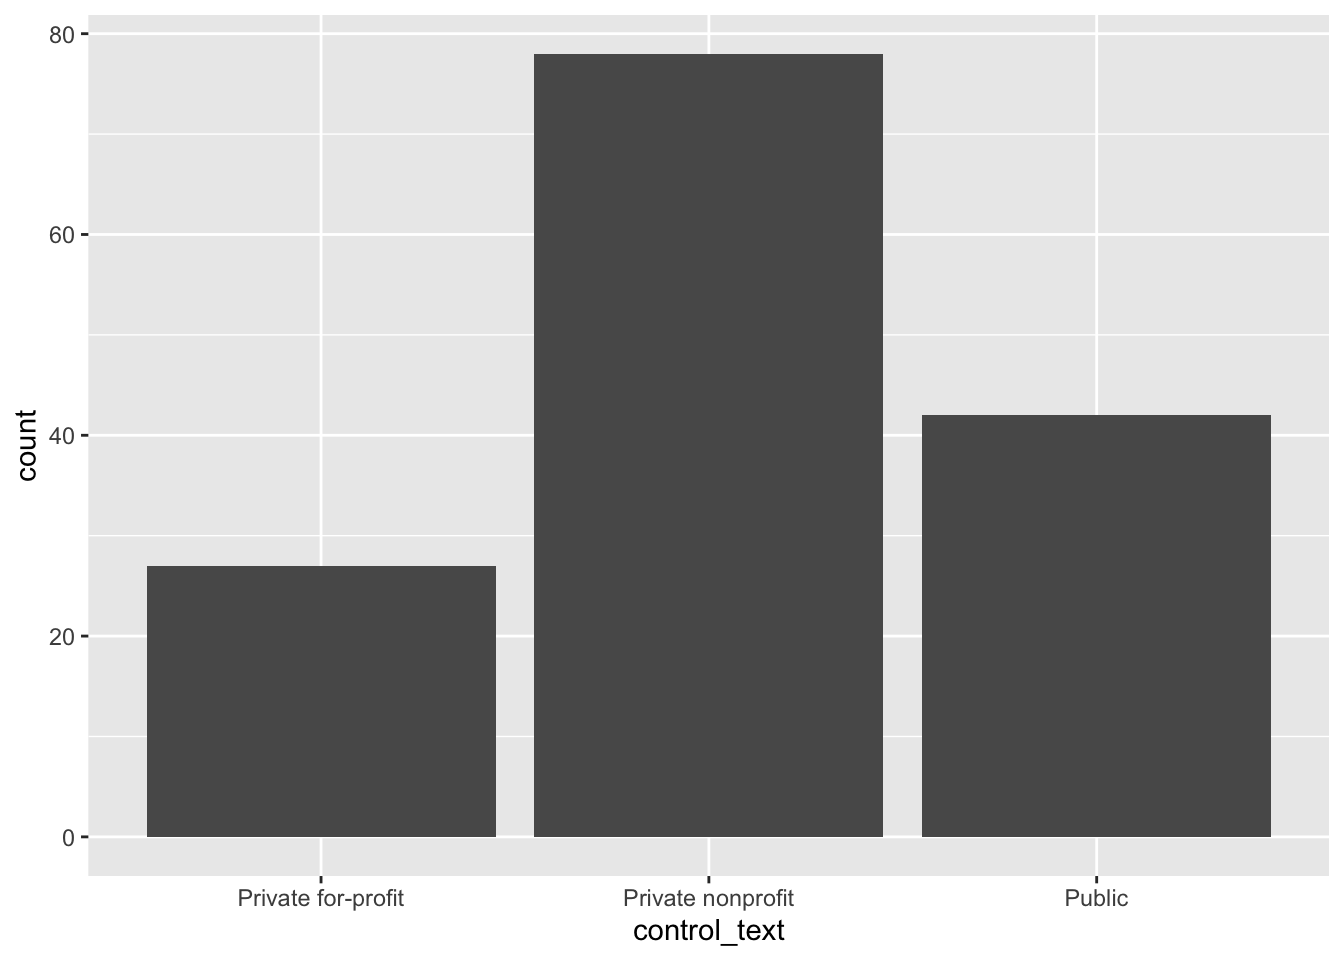 80
60
40
20
0
count
Private for-profit
Private nonprofit
Public
control_text